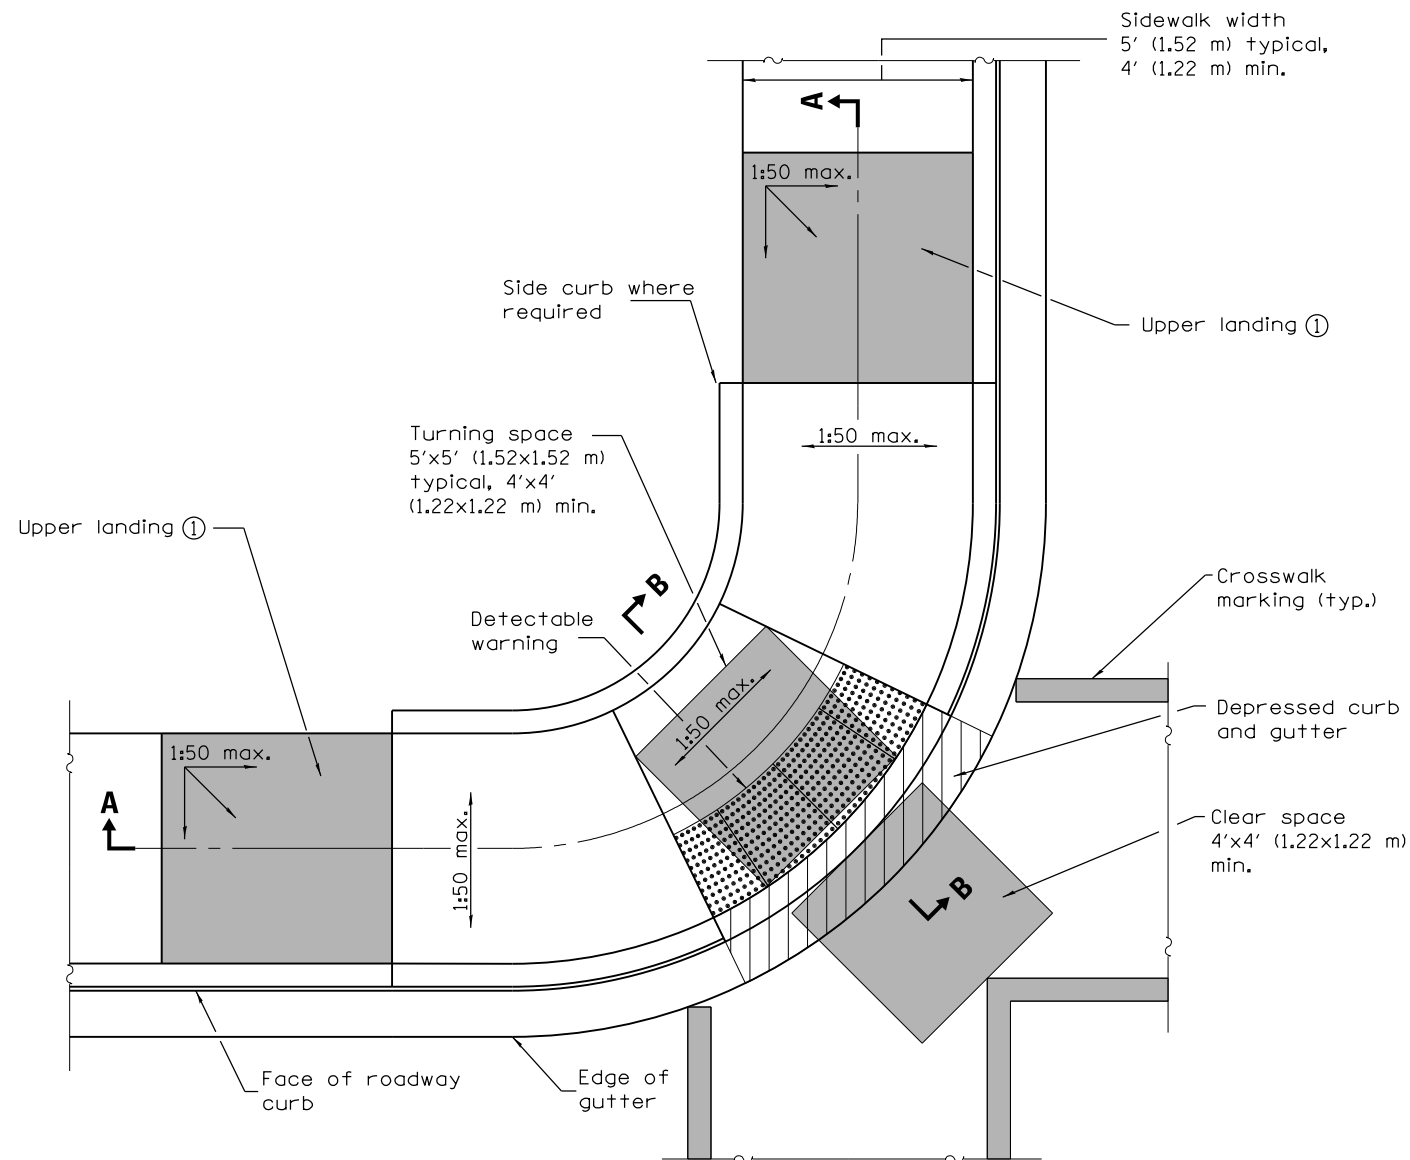 Sidewalk width
5' (1.52 m) typical,
4' (1.22 m) min.
A
1:50 max.
Side curb where
required
Upper landing ①
Turning space
5'x5' (1.52x1.52 m)
typical, 4'x4'
(1.22x1.22 m) min.
1:50 max.
Upper landing ①
B
Crosswalk
marking (typ.)
Detectable
warning
1:50 max.
Depressed curb
and gutter
1:50 max.
A
1:50 max.
Clear space
4'x4' (1.22x1.22 m)
min.
B
Face of roadway
curb
Edge of
gutter